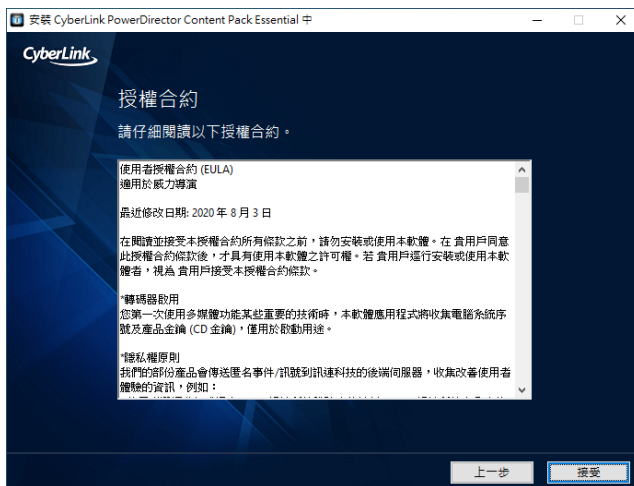 安裝 CyberLink PowerDirector Content Pack Essential 中
CyberLink
授權合約
請仔細閱讀以下授權合約。
使用者授權合約 (EULA)
適用於威力導演
最近修改日期: 2020 年 8 月 3 日
在閱讀並接受本授權合約所有條款之前，請勿安裝或使用本軟體。在 貴用戶同意
此授權合約條款後，才具有使用本軟體之許可權。若 貴用戶逕行安裝或使用本軟
體者，視為 貴用戶接受本授權合約條款。
*轉碼器啟用
您第一次使用多媒體功能某些重要的技術時，本軟體應用程式將收集電腦系統序
號及產品金鑰 (CD 金鑰)，僅用於啟動用途。
*隱私權原則
我們的部份產品會傳送匿名事件/訊號到訊連科技的後端伺服器，收集改善使用者
體驗的資訊，例如：
上一步
接受